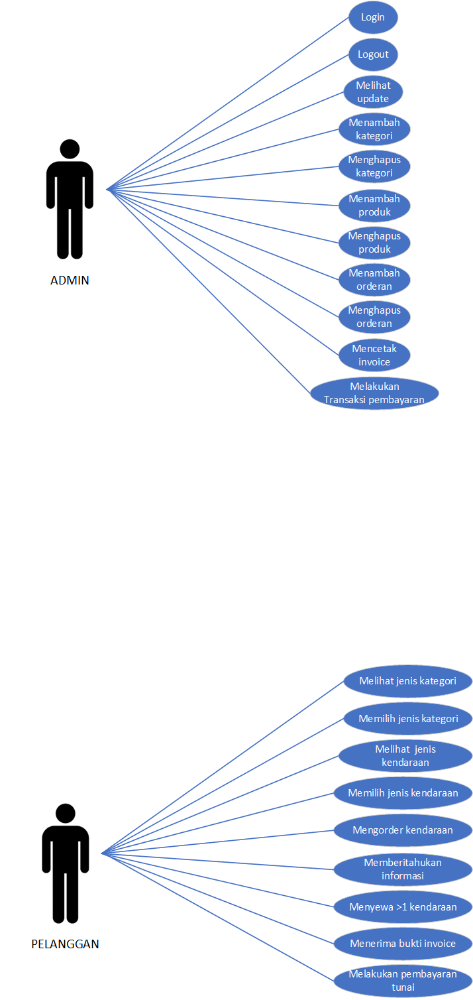 Login
Logout
Melihat
update
Menambah
kategori
Menghapus
kategori
Menambah
produk
Menghapus
produk
Menambah
orderan
Menghapus
orderan
Mencetak
invoice
Melakukan
Transaksi pembayaran
ADMIN
Melihat jenis kategori
Memilih jenis kategori
Melihat jenis
kendaraan
Memilih jenis kendaraan
Mengorder kendaraan
Memberitahukan
informasi
Menyewa >1 kendaraan
Menerima bukti invoice
Melakukan pembayaran
tunai
PELANGGAN